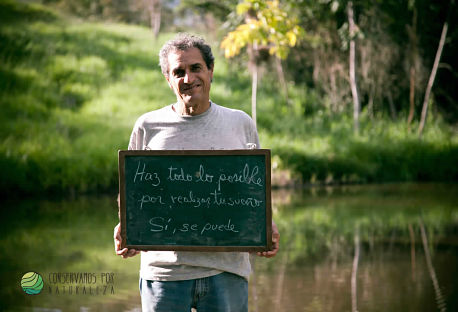 Haz todo lo posible
por realizar tu sueño
Sí, se puede
CONSERVAMOS POR
NATURALEZA